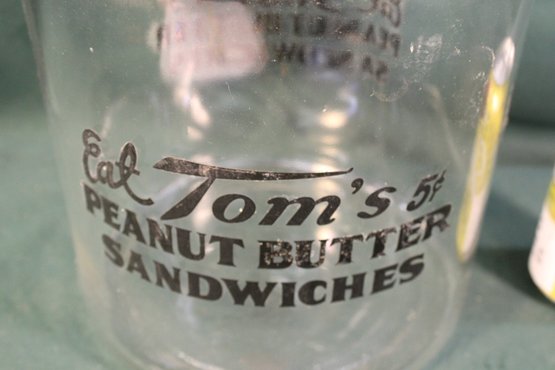 Eat Tom's 5¢
PEANUT BUTTER
SANDWICHES